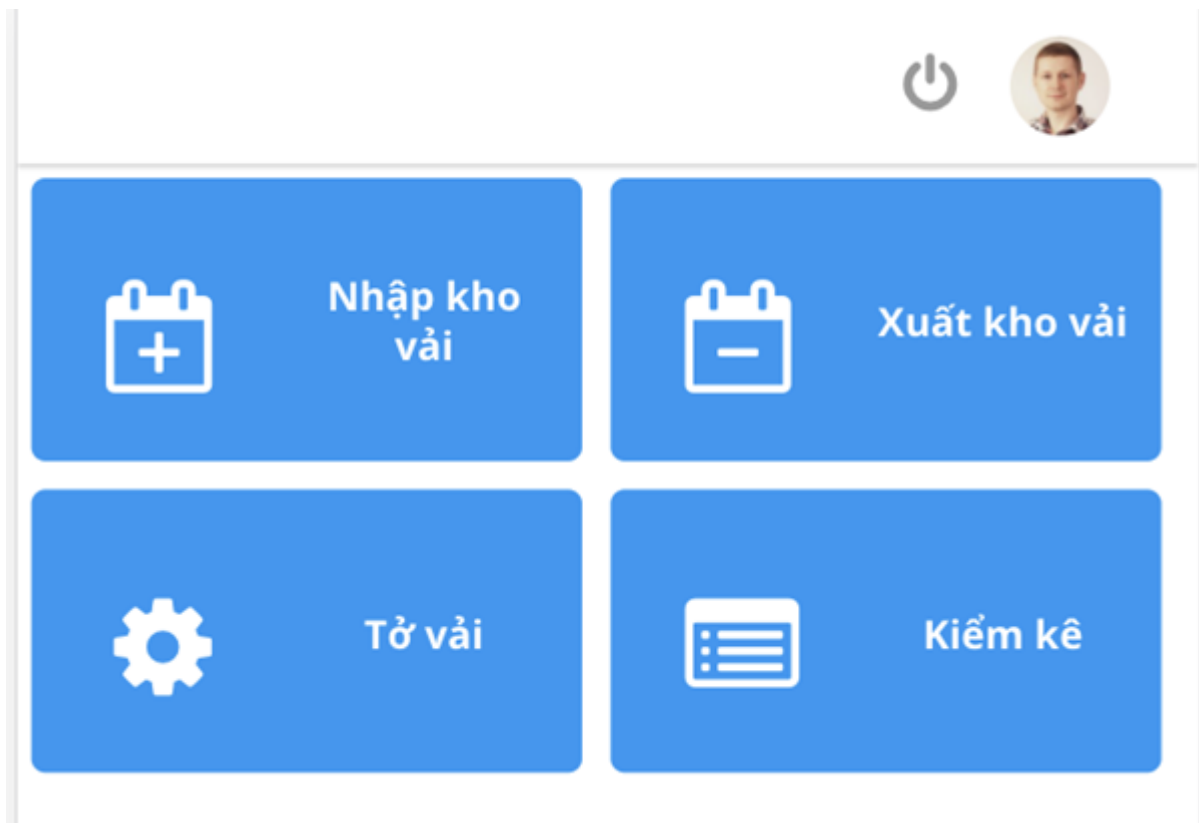 Nhập kho
vải
Xuất kho vải
Tở vải
Kiểm kê